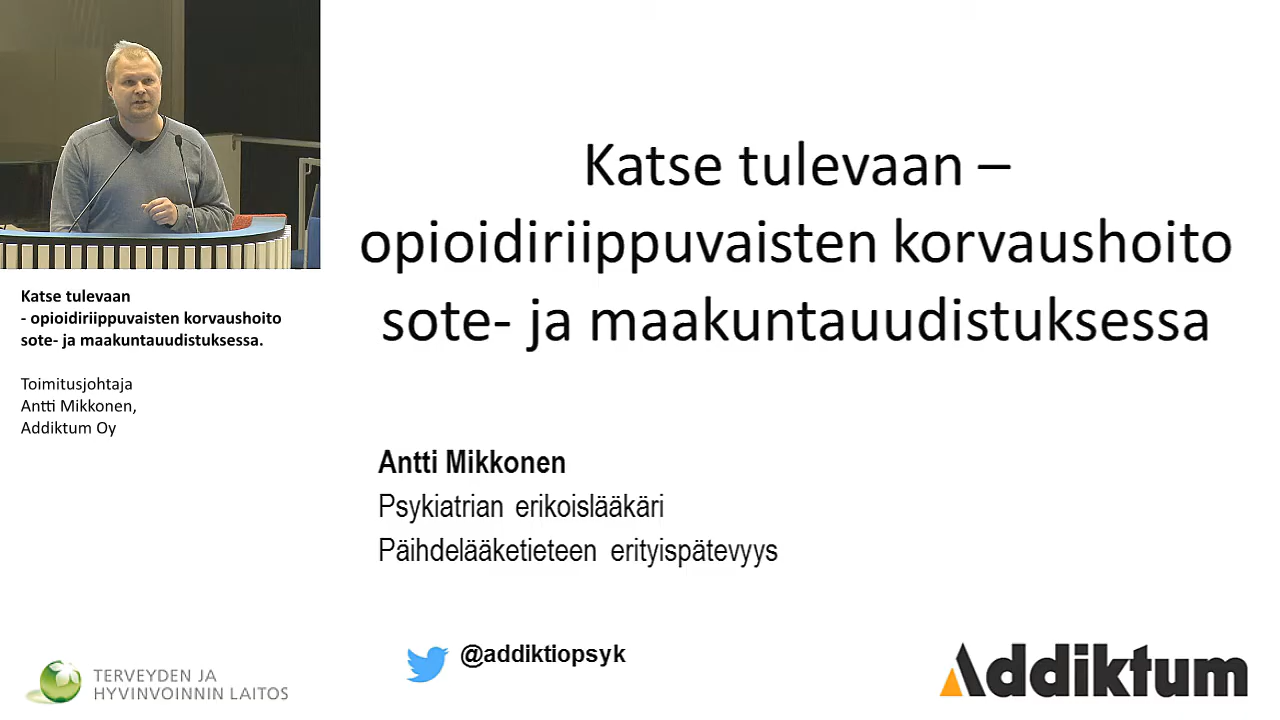 Katse tulevaan –
opioidiriippuvaisten korvaushoito
sote- ja maakuntauudistuksessa
Katse tulevaan
- opioidiriippuvaisten korvaushoito
sote- ja maakuntauudistuksessa.
Toimitusjohtaja
Antti Mikkonen,
Addiktum Oy
Antti Mikkonen
Psykiatrian erikoislääkäri
Päihdelääketieteen erityispätevyys
@addiktiopsyk
TERVEYDEN JA
HYVINVOINNIN LAITOS
Addiktum